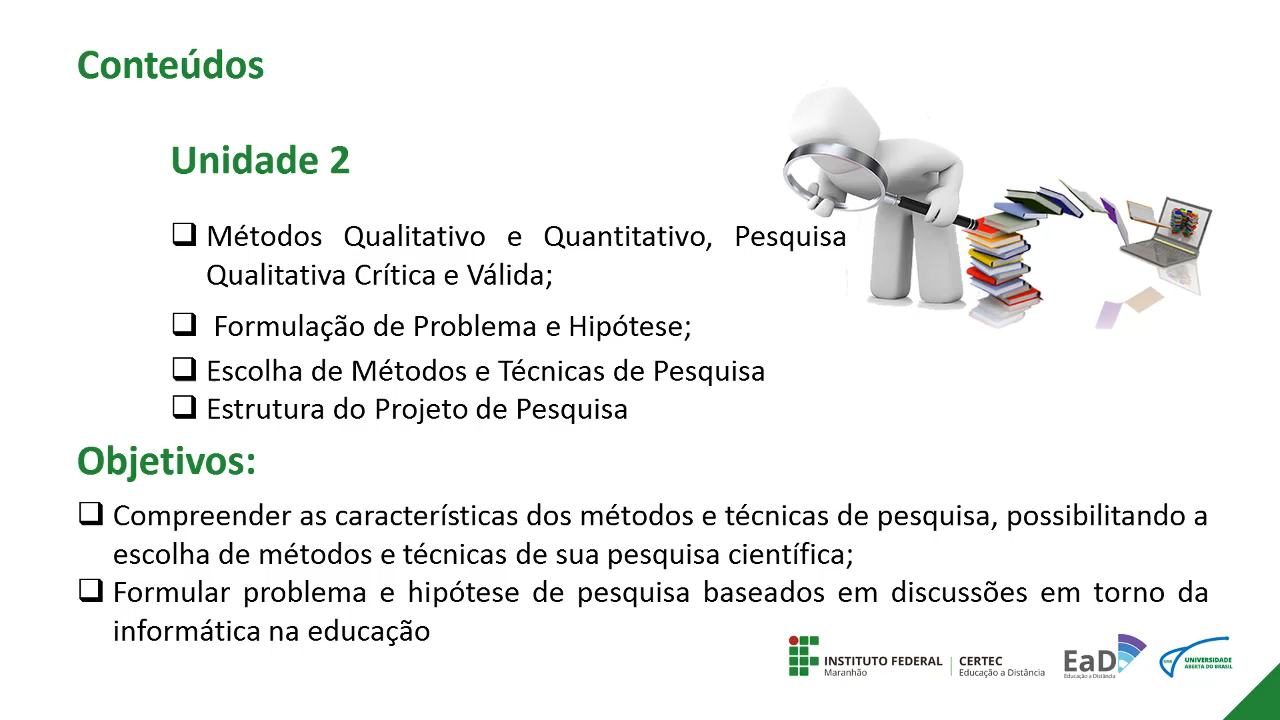 Conteúdos
Unidade 2
❑ Métodos Qualitativo e Quantitativo, Pesquisa
Qualitativa Crítica e Válida;
❑ Formulação de Problema e Hipótese;
❑ Escolha de Métodos e Técnicas de Pesquisa
❑ Estrutura do Projeto de Pesquisa
Objetivos:
❑ Compreender as características dos métodos e técnicas de pesquisa, possibilitando a
escolha de métodos e técnicas de sua pesquisa científica;
❑ Formular problema e hipótese de pesquisa baseados em discussões em torno da
informática na educação
INSTITUTO FEDERAL
Maranhão
CERTEC
Educação a Distância
EaD
Educação a Distância
UAB
UNIVERSIDADE
ABERTA DO BRASIL